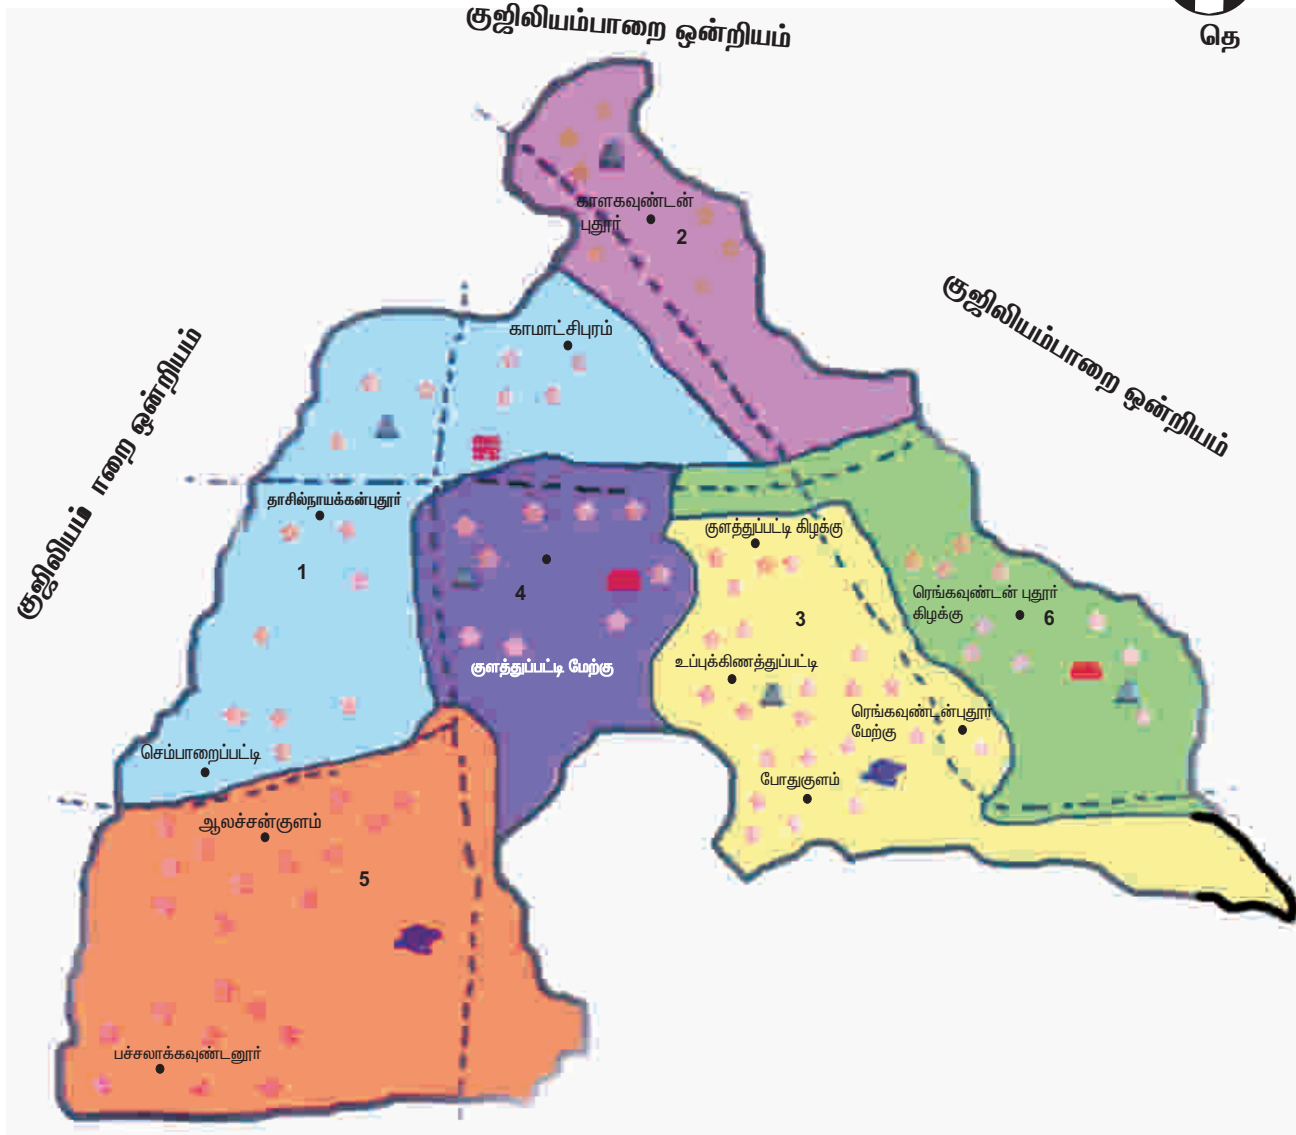 குஜிலியம்பாறை ஒன்றியம்
தெ
காளகவுண்டன்
புதூர்
2
குஜிலியம்பாறை ஒன்றியம்
காமாட்சிபுரம்
குஜிலியம் ாறை ஒன்றியம்
தாசில்நாயக்கன்புதூர்
1
குளத்துப்பட்டி கிழக்கு
4
ரெங்கவுண்டன் புதூர்
கிழக்கு
6
3
உப்புக்கிணத்துப்பட்டி
குளத்துப்பட்டி மேற்கு
ரெங்கவுண்டன்புதூர்
மேற்கு
செம்பாறைப்பட்டி
போதுகுளம்
ஆலச்சன்குளம்
5
பச்சலாக்கவுண்டனூர்